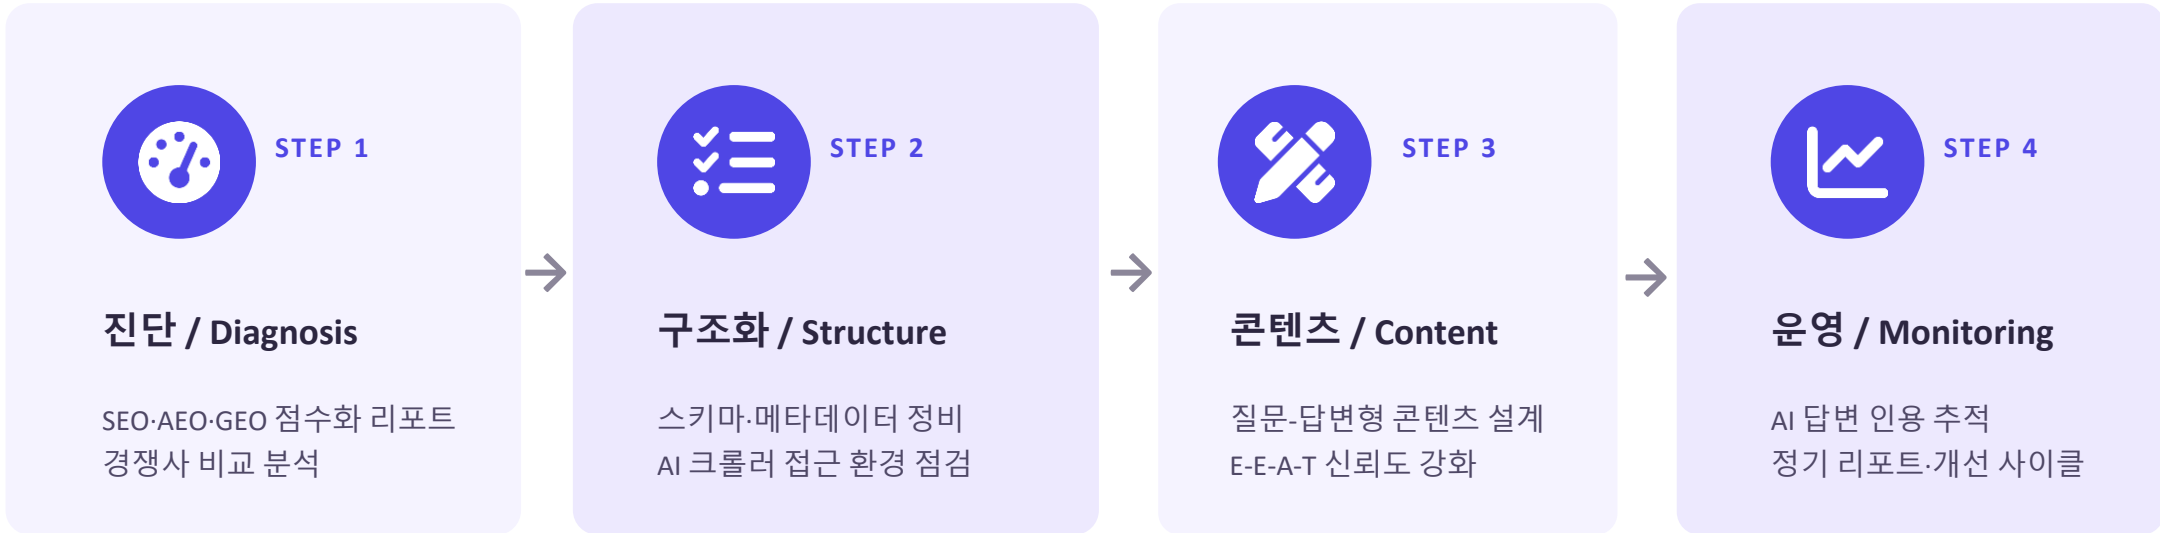 STEP 1
진단 / Diagnosis
SEO·AEO·GEO 점수화 리포트
경쟁사 비교 분석
STEP 2
구조화 / Structure
스키마·메타데이터 정비
AI 크롤러 접근 환경 점검
STEP 3
콘텐츠 / Content
질문-답변형 콘텐츠 설계
E-E-A-T 신뢰도 강화
STEP 4
운영 / Monitoring
AI 답변 인용 추적
정기 리포트·개선 사이클